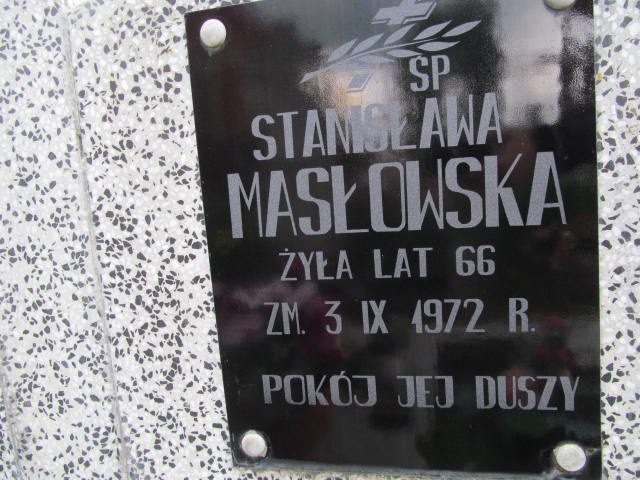 ŚP
STANISŁAWA
MASŁOWSKA
ŻYŁA LAT 66
ZM. 3 IX 1972 R.
POKÓJ JEJ DUSZY